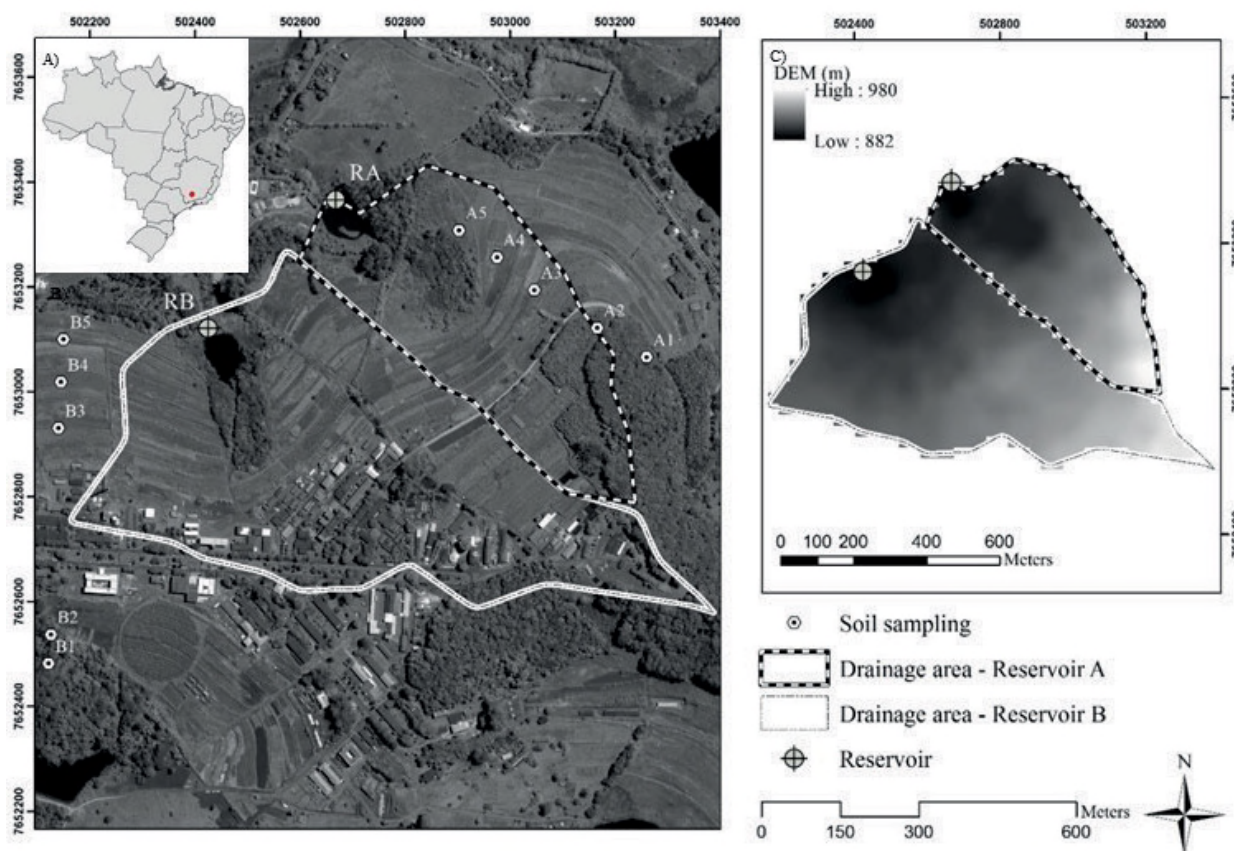 502200 502400 502600 502800 503000 503200 503400
7653600
7653400
7653200
7653000
7652800
7652600
7652400
7652200
A)
B)
RA
RB
A5
A4
A3
A2
A1
B5
B4
B3
B2
B1
502400 502800 503200
C)
DEM (m)
High : 980
Low : 882
0 100 200 400 600
Meters
Soil sampling
Drainage area - Reservoir A
Drainage area - Reservoir B
Reservoir
Meters
0 150 300 600
N